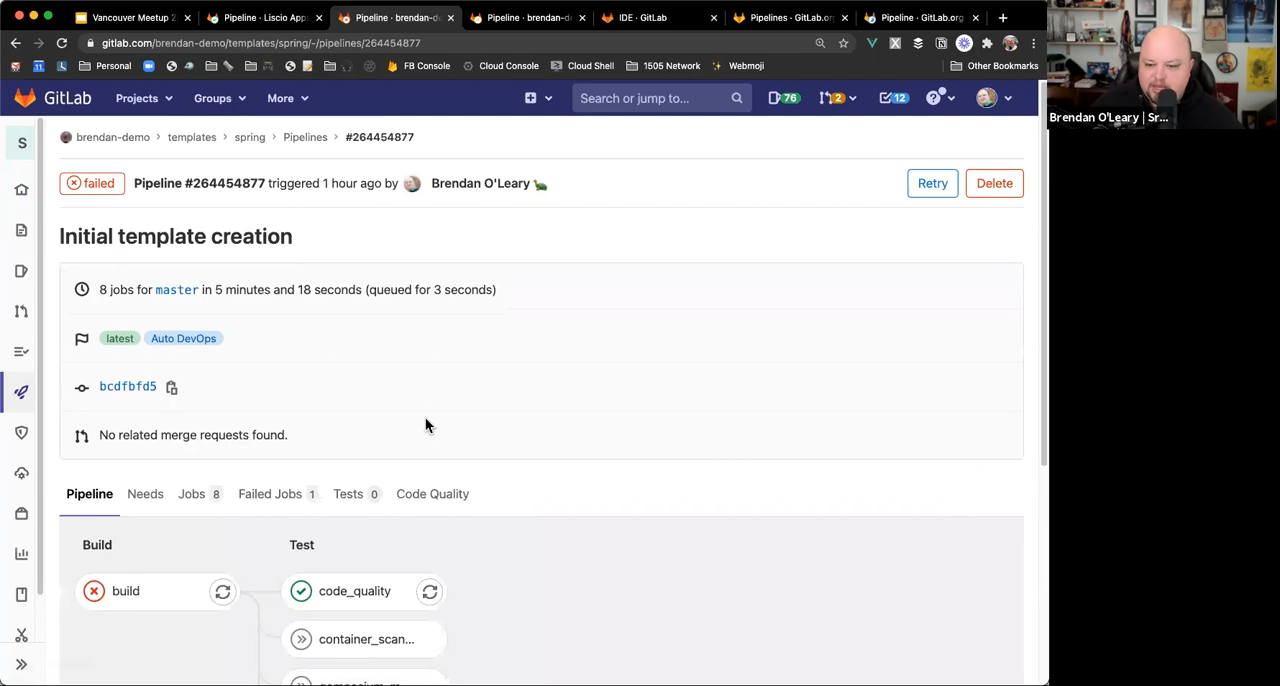 Vancouver Meetup 2
Pipeline · Liscio App
Pipeline · brendan-de
Pipeline · brendan-de
IDE · GitLab
Pipelines · GitLab.org
Pipeline · GitLab.org
gitlab.com/brendan-demo/templates/spring/-/pipelines/264454877
31
Personal
FB Console
Cloud Console
Cloud Shell
1505 Network
Webmoji
Other Bookmarks
GitLab
Projects
Groups
More
Search or jump to...
76
2
12
Brendan O'Leary | Sr...
S
brendan-demo › templates › spring › Pipelines › #264454877
failed
Pipeline #264454877 triggered 1 hour ago by Brendan O'Leary
Retry
Delete
Initial template creation
8 jobs for master in 5 minutes and 18 seconds (queued for 3 seconds)
latest Auto DevOps
bcdfbfd5
No related merge requests found.
Pipeline Needs Jobs 8 Failed Jobs 1 Tests 0 Code Quality
Build
Test
build
code_quality
container_scan...